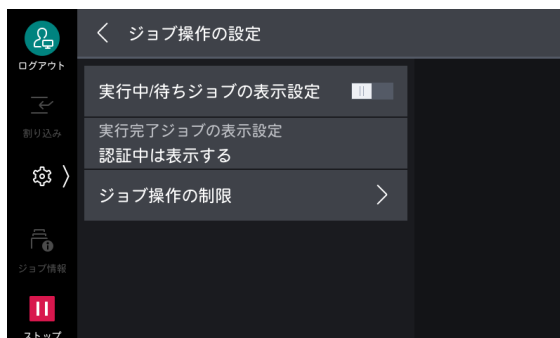 ジョブ操作の設定
ログアウト
実行中/待ちジョブの表示設定
割り込み
実行完了ジョブの表示設定
認証中は表示する
ジョブ操作の制限
ジョブ情報
ストップ